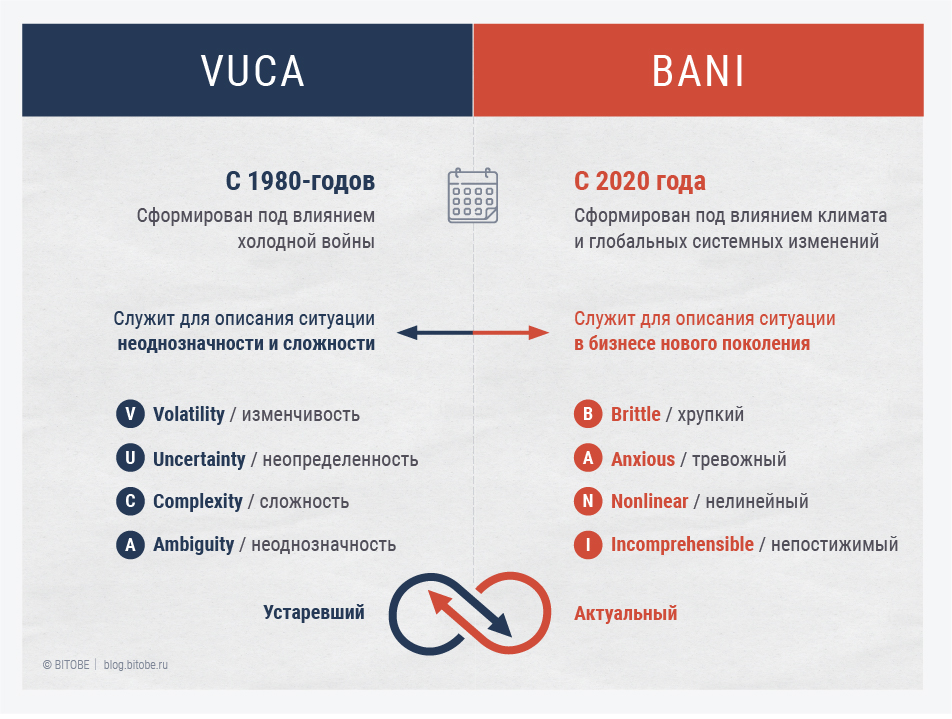 VUCA
BANI
С 1980-годов
Сформирован под влиянием
холодной войны
С 2020 года
Сформирован под влиянием климата
и глобальных системных изменений
Служит для описания ситуации
неоднозначности и сложности
Служит для описания ситуации
в бизнесе нового поколения
V Volatility / изменчивость
U Uncertainty / неопределенность
C Complexity / сложность
A Ambiguity / неоднозначность
B Brittle / хрупкий
A Anxious / тревожный
N Nonlinear / нелинейный
I Incomprehensible / непостижимый
Устаревший
Актуальный
© BITOBE | blog.bitobe.ru